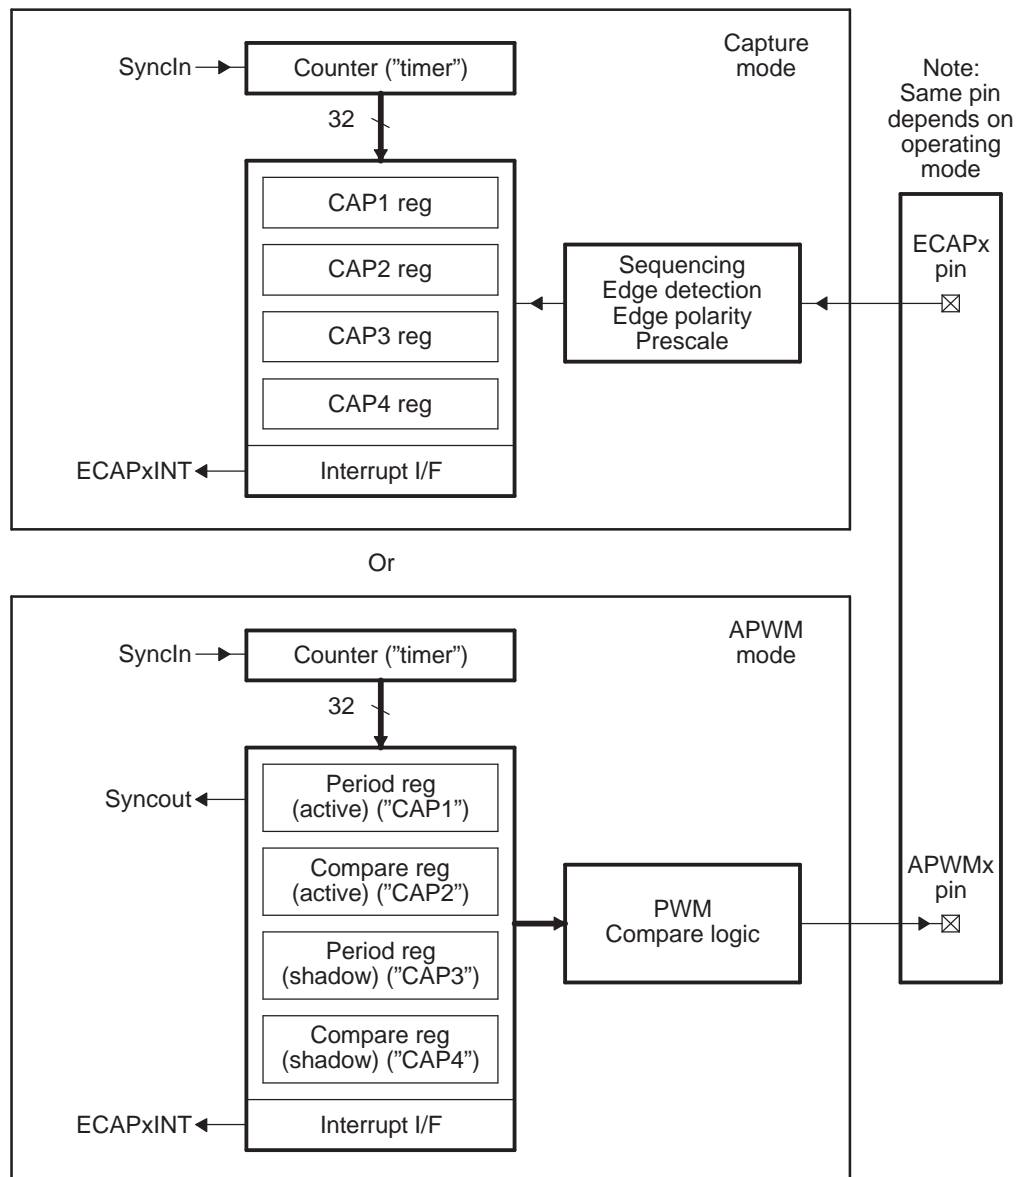 Capture
mode
SyncIn
Counter (”timer”)
32
CAP1 reg
CAP2 reg
CAP3 reg
CAP4 reg
Interrupt I/F
ECAPxINT
Sequencing
Edge detection
Edge polarity
Prescale
Note:
Same pin
depends on
operating
mode
ECAPx
pin
Or
APWM
mode
SyncIn
Counter (”timer”)
32
Syncout
Period reg
(active) (”CAP1”)
Compare reg
(active) (”CAP2”)
Period reg
(shadow) (”CAP3”)
Compare reg
(shadow) (”CAP4”)
Interrupt I/F
ECAPxINT
PWM
Compare logic
APWMx
pin